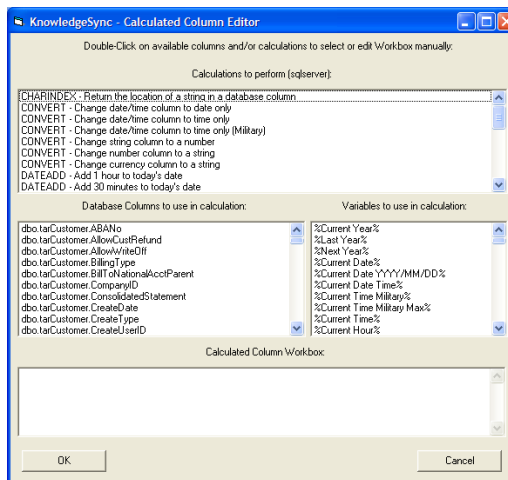 KnowledgeSync - Calculated Column Editor
Double-Click on available columns and/or calculations to select or edit Workbox manually:
Calculations to perform (sqlserver):
CHARINDEX - Return the location of a string in a database column
CONVERT - Change date/time column to date only
CONVERT - Change date/time column to time only
CONVERT - Change date/time column to time only (Military)
CONVERT - Change string column to a number
CONVERT - Change number column to a string
CONVERT - Change currency column to a string
DATEADD - Add 1 hour to today's date
DATEADD - Add 30 minutes to today's date
Database Columns to use in calculation:
dbo.tarCustomer.ABANo
dbo.tarCustomer.AllowCustRefund
dbo.tarCustomer.AllowWriteOff
dbo.tarCustomer.BillingType
dbo.tarCustomer.BillToNationalAcctParent
dbo.tarCustomer.CompanyID
dbo.tarCustomer.ConsolidatedStatement
dbo.tarCustomer.CreateDate
dbo.tarCustomer.CreateType
dbo.tarCustomer.CreateUserID
Variables to use in calculation:
%Current Year%
%Last Year%
%Next Year%
%Current Date%
%Current Date YYYY/MM/DD%
%Current Date Time%
%Current Time Military%
%Current Time Military Max%
%Current Time%
%Current Hour%
Calculated Column Workbox:
OK
Cancel